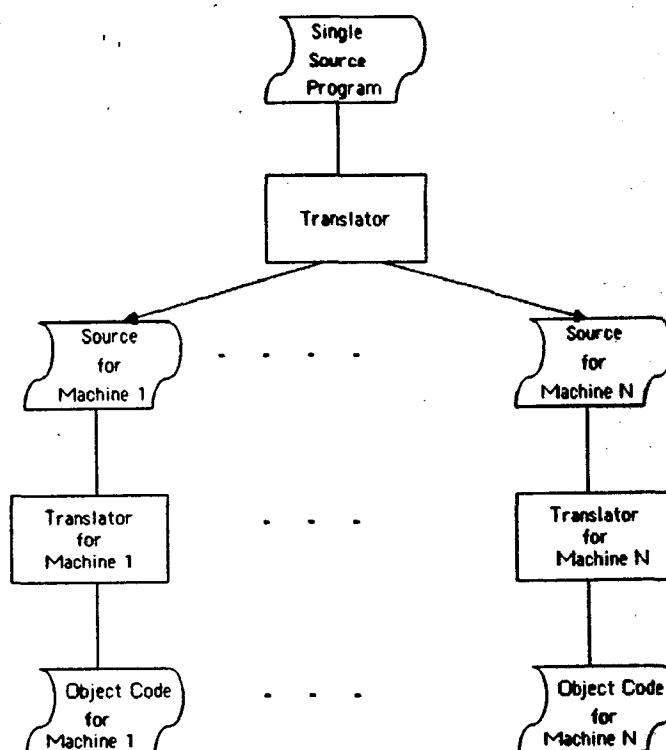 Single
Source
Program
Translator
Source
for
Machine 1
Source
for
Machine N
Translator
for
Machine 1
Translator
for
Machine N
Object Code
for
Machine 1
Object Code
for
Machine N